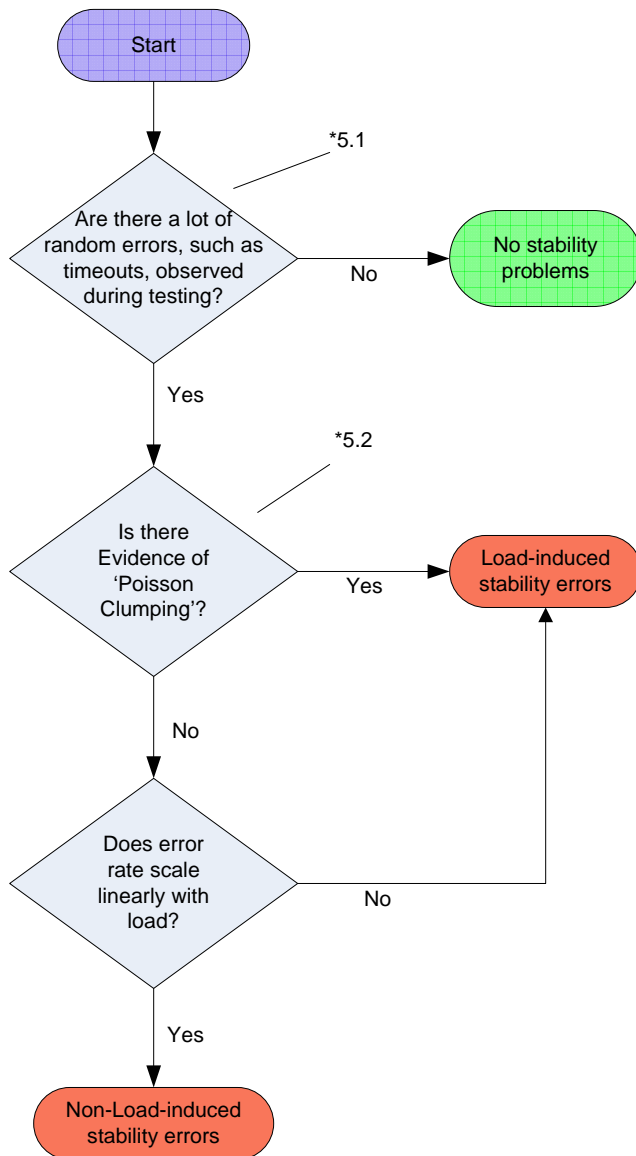 Start
*5.1
Are there a lot of
random errors, such as
timeouts, observed
during testing?
No
No stability
problems
Yes
*5.2
Is there
Evidence of
‘Poisson
Clumping’?
Yes
Load-induced
stability errors
No
Does error
rate scale
linearly with
load?
No
Yes
Non-Load-induced
stability errors